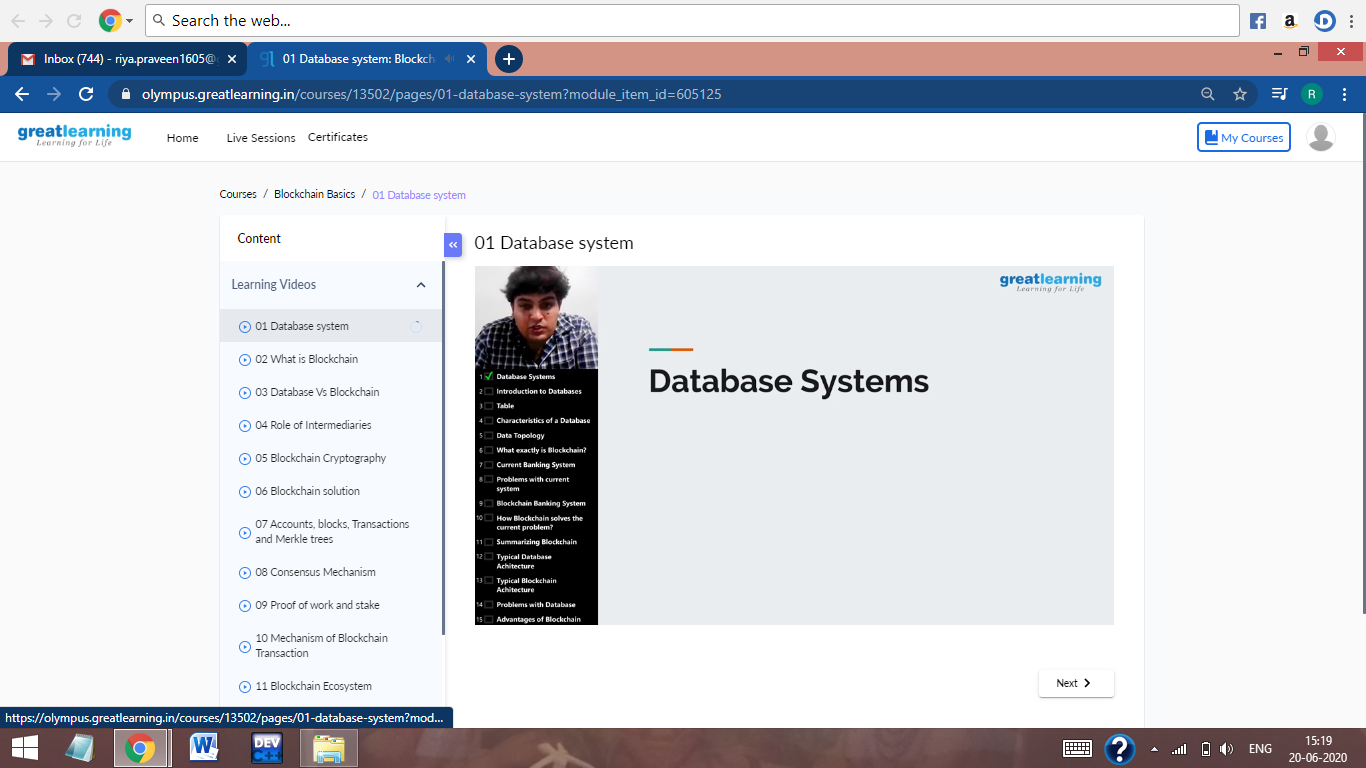 Search the web...
Inbox (744) - riya.praveen1605@
01 Database system: Blockch
olympus.greatlearning.in/courses/13502/pages/01-database-system?module_item_id=605125
R
greatlearning
Learning for Life
Home
Live Sessions
Certificates
My Courses
Courses / Blockchain Basics / 01 Database system
Content
Learning Videos
01 Database system
02 What is Blockchain
03 Database Vs Blockchain
04 Role of Intermediaries
05 Blockchain Cryptography
06 Blockchain solution
07 Accounts, blocks, Transactions
and Merkle trees
08 Consensus Mechanism
09 Proof of work and stake
10 Mechanism of Blockchain
Transaction
11 Blockchain Ecosystem
01 Database system
1 Database Systems
2 Introduction to Databases
3 Table
4 Characteristics of a Database
5 Data Topology
6 What exactly is Blockchain?
7 Current Banking System
8 Problems with current
system
9 Blockchain Banking System
10 How Blockchain solves the
current problem?
11 Summarizing Blockchain
12 Typical Database
Achitecture
13 Typical Blockchain
Achitecture
14 Problems with Database
15 Advantages of Blockchain
greatlearning
Learning for Life
Database Systems
Next
https://olympus.greatlearning.in/courses/13502/pages/01-database-system?mod...
DEV
C++
ENG
15:19
20-06-2020